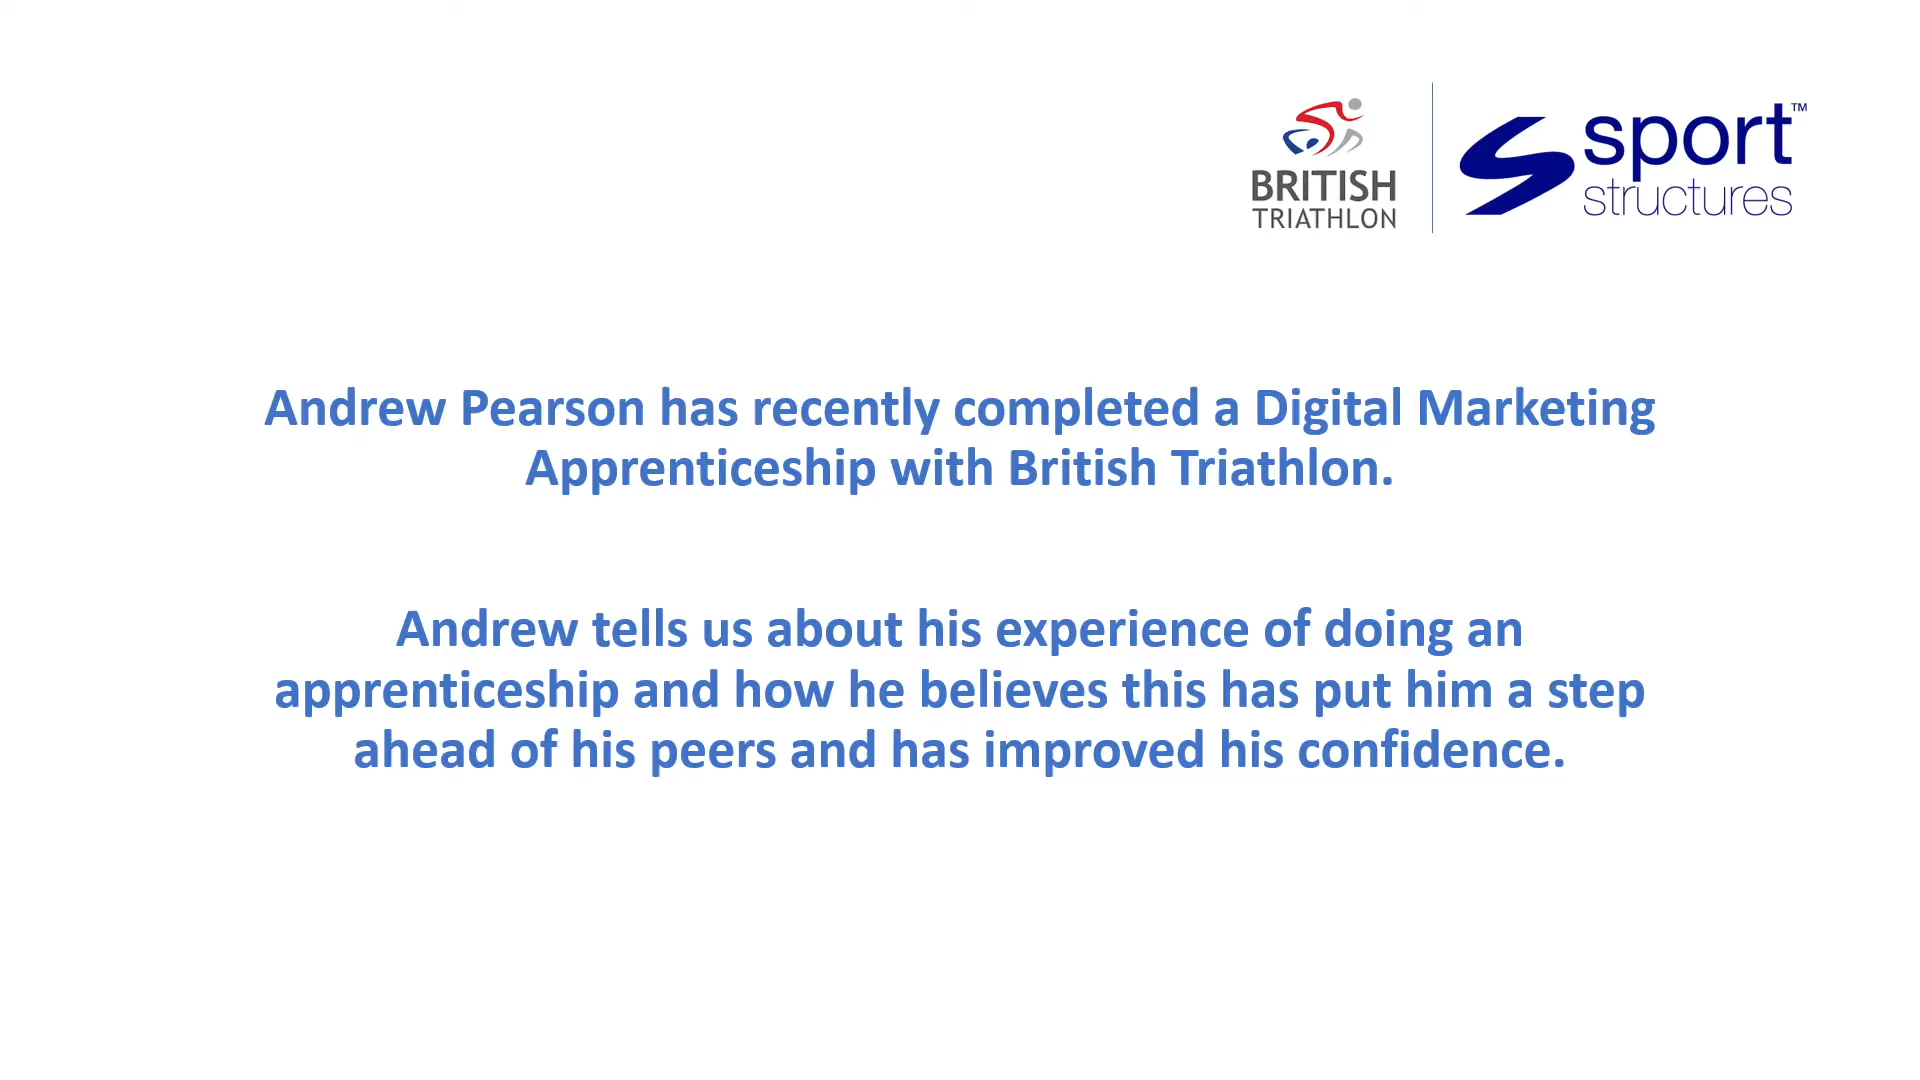 BRITISH
TRIATHLON
sport™
structures
Andrew Pearson has recently completed a Digital Marketing
Apprenticeship with British Triathlon.
Andrew tells us about his experience of doing an
apprenticeship and how he believes this has put him a step
ahead of his peers and has improved his confidence.